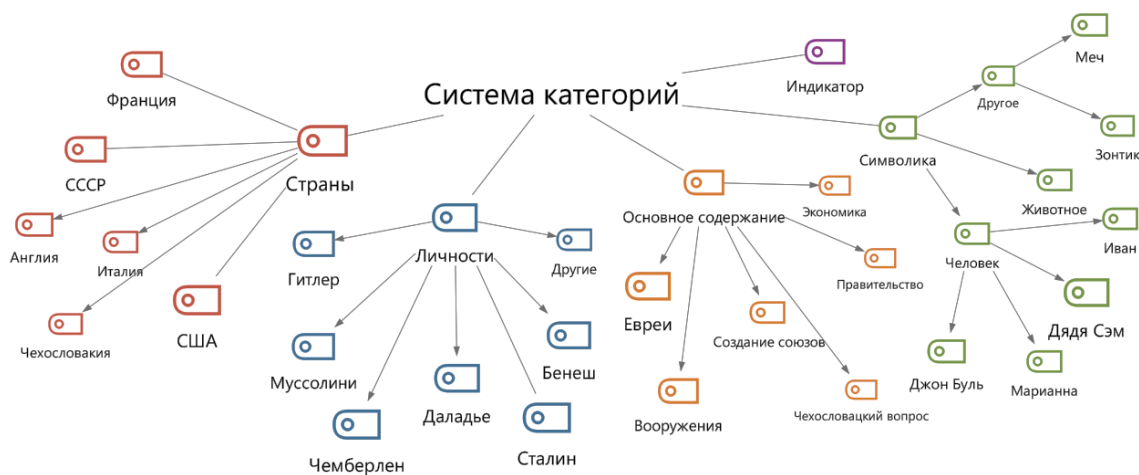 Система категорий
Франция
СССР
Страны
Англия
Италия
США
Чехословакия
Личности
Гитлер
Другие
Муссолини
Бенеш
Даладье
Чемберлен
Сталин
Индикатор
Основное содержание
Экономика
Правительство
Евреи
Создание союзов
Вооружения
Чехословацкий вопрос
Символика
Другое
Меч
Зонтик
Животное
Человек
Иван
Дядя Сэм
Джон Буль
Марианна